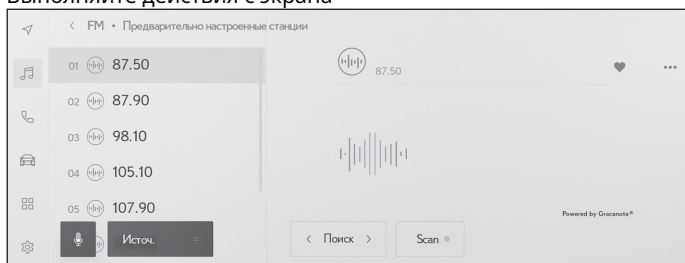 Выполняйте действия с экрана
FM • Предварительно настроенные станции
01 87.50
02 87.90
03 98.10
04 105.10
05 107.90
Источ.
87.50
Powered by Gracenote®
Поиск
Scan